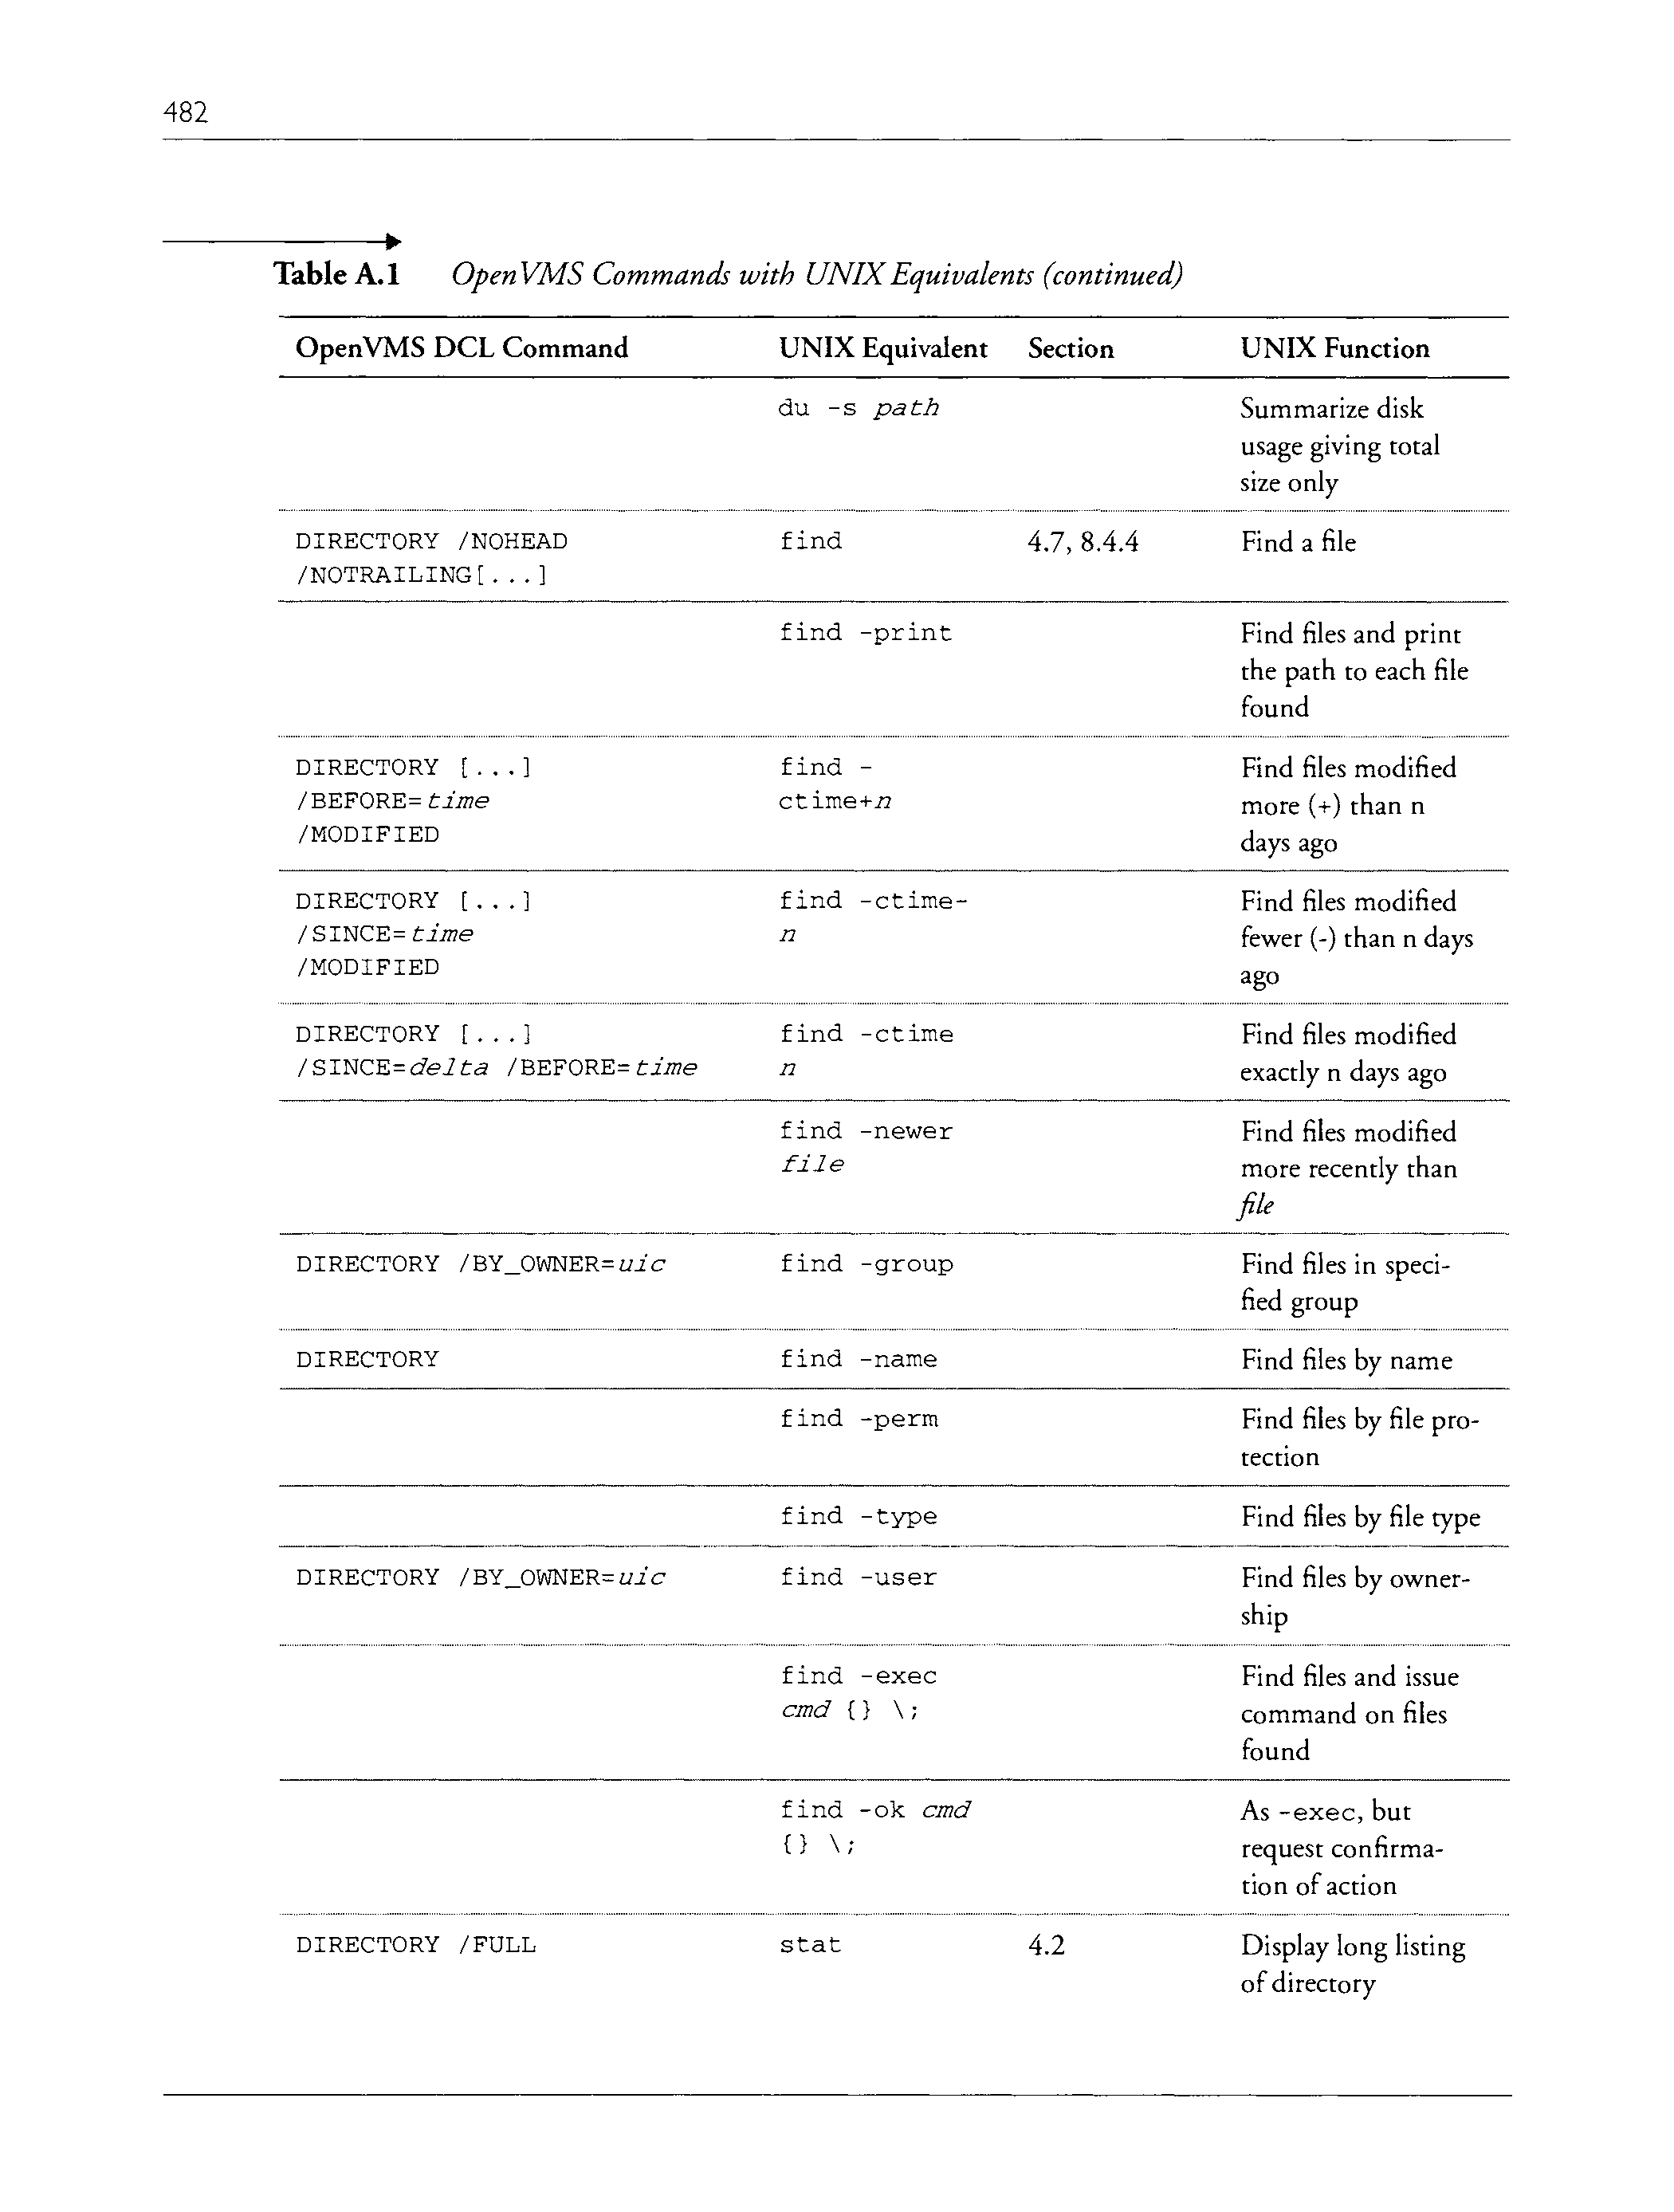 482
Table A.1 OpenVMS Commands with UNIX Equivalents (continued)
OpenVMS DCL Command UNIX Equivalent Section UNIX Function
du -s path Summarize disk
usage giving total
size only
DIRECTORY /NOHEAD find 4.7, 8.4.4 Find a file
/NOTRAILING[...]
find -print Find files and print
the path to each file
found
DIRECTORY [...] find - Find files modified
/BEFORE=time ctime+n more (+) than n
/MODIFIED days ago
DIRECTORY [...] find -ctime- Find files modified
/SINCE=time n fewer (-) than n days
/MODIFIED ago
DIRECTORY [...] find -ctime Find files modified
/SINCE=delta /BEFORE=time n exactly n days ago
find -newer Find files modified
file more recently than
file
DIRECTORY /BY_OWNER=uic find -group Find files in speci-
fied group
DIRECTORY find -name Find files by name
find -perm Find files by file pro-
tection
find -type Find files by file type
DIRECTORY /BY_OWNER=uic find -user Find files by owner-
ship
find -exec Find files and issue
cmd {} \; command on files
found
find -ok cmd As -exec, but
{} \; request confirma-
tion of action
DIRECTORY /FULL stat 4.2 Display long listing
of directory